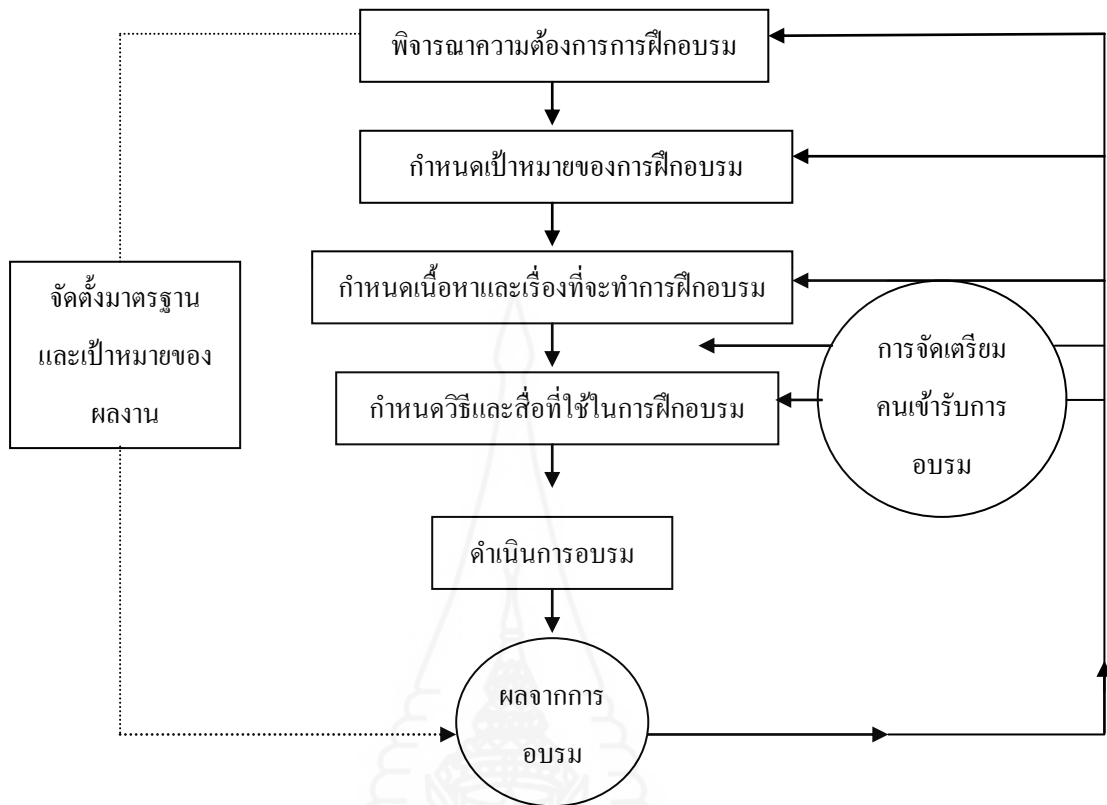 พิจารณาความต้องการการฝึกอบรม
กำหนดเป้าหมายของการฝึกอบรม
กำหนดเนื้อหาและเรื่องที่จะทำการฝึกอบรม
จัดตั้งมาตรฐาน
และเป้าหมายของ
ผลงาน
การจัดเตรียม
คนเข้ารับการ
อบรม
กำหนดวิธีและสื่อที่ใช้ในการฝึกอบรม
ดำเนินการอบรม
ผลจากการ
อบรม